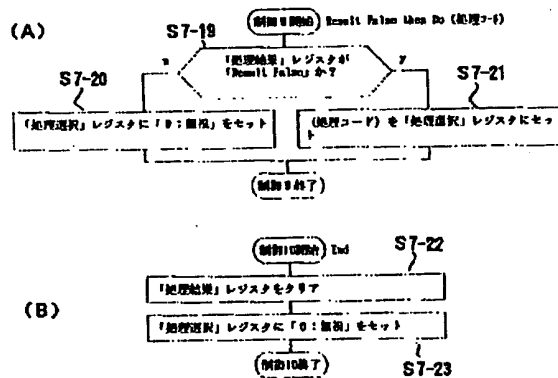 (A)
制御9開始 Result False then Do (処理コード)
S7-19
「処理結果」レジスタが
「Result False」か?
n
y
S7-20
S7-21
「処理選択」レジスタに「0:無視」をセット
(処理コード)を「処理選択」レジスタにセッ
ト
制御9終了
(B)
制御10開始 End
S7-22
「処理結果」レジスタをクリア
「処理選択」レジスタに「0:無視」をセット
制御10終了
S7-23